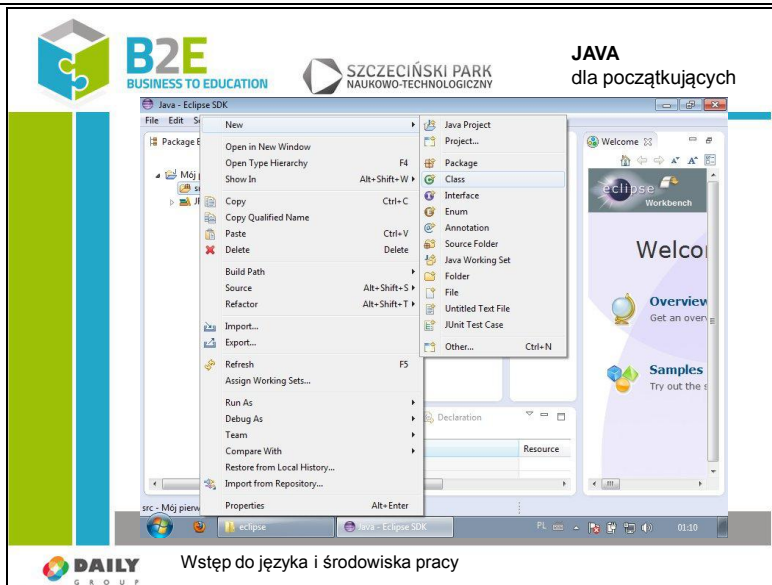 B2E
BUSINESS TO EDUCATION
SZCZECIŃSKI PARK
NAUKOWO-TECHNOLOGICZNY
JAVA
dla początkujących
Java - Eclipse SDK
File Edit
Package E
Mój
New
Open in New Window
Open Type Hierarchy F4
Show In Alt+Shift+W
Copy Ctrl+C
Copy Qualified Name
Paste Ctrl+V
Delete Delete
Build Path
Source Alt+Shift+S
Refactor Alt+Shift+T
Import...
Export...
Refresh F5
Assign Working Sets...
Run As
Debug As
Team
Compare With
Restore from Local History...
Import from Repository...
Properties Alt+Enter
Java Project
Project...
Package
Class
Interface
Enum
Annotation
Source Folder
Java Working Set
Folder
File
Untitled Text File
JUnit Test Case
Other... Ctrl+N
Declaration
Resource
Welcome
eclipse
Workbench
Welco
Overview
Get an overv
Samples
Try out the s
src - Mój pierw
eclipse
Java - Eclipse SDK
PL
01:10
DAILY
GROUP
Wstęp do języka i środowiska pracy